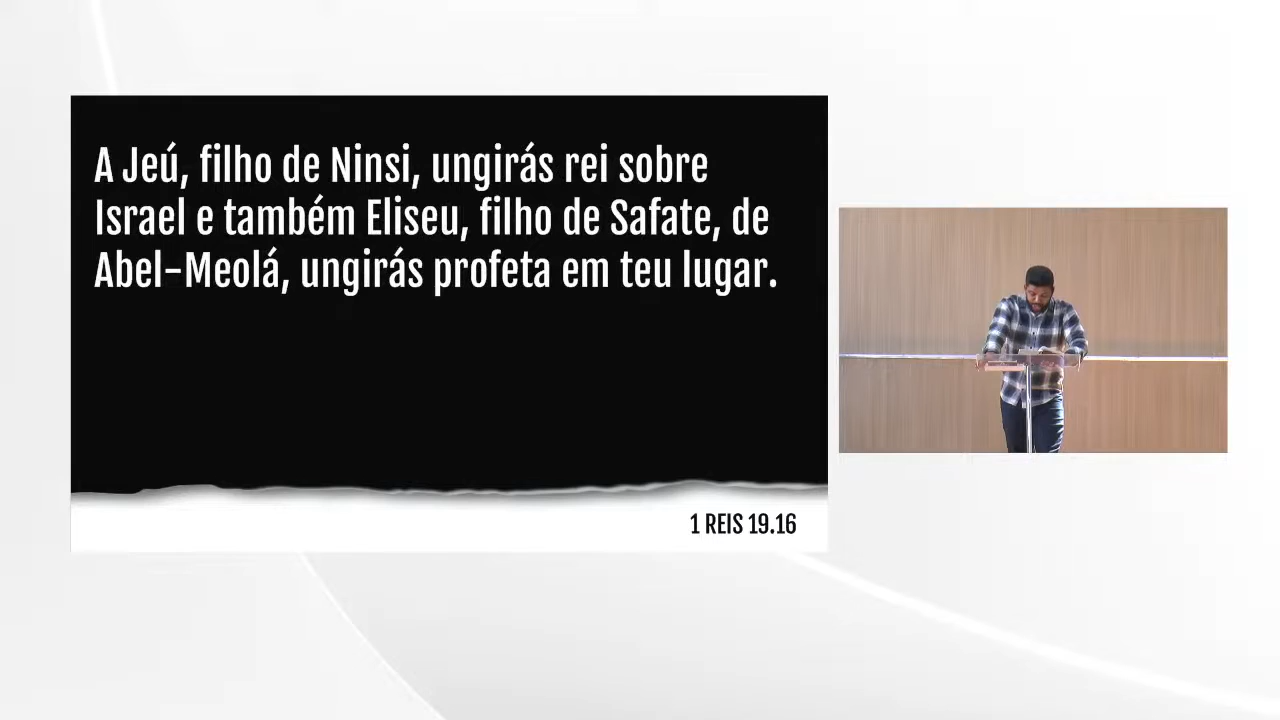 A Jeú, filho de Ninsi, ungirás rei sobre
Israel e também Eliseu, filho de Safate, de
Abel-Meolá, ungirás profeta em teu lugar.
1 REIS 19.16